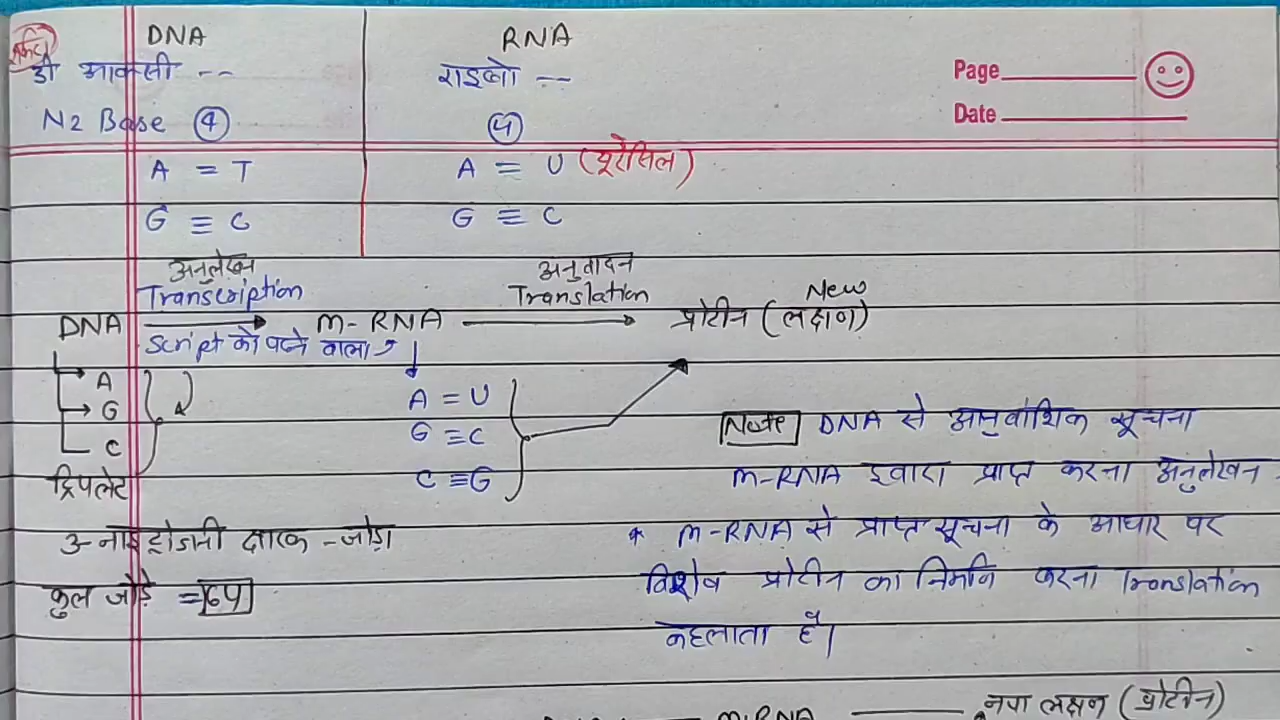 DNA RNA
डी आक्सी -- राइबो -- Page
N2 Base ④ ④ Date
A = T A = U (यूरेसिल)
G ≡ C G ≡ C
अनुलेखन अनुवादन
Transcription Translation New
DNA → m-RNA → प्रोटीन (लक्षण)
Script को पढने वाला
A
G
C
ट्रिपलेट
A = U
G ≡ C
C ≡ G
Note DNA से आनुवांशिक सूचना
m-RNA द्वारा प्राप्त करना अनुलेखन
* m-RNA से प्राप्त सूचना के आधार पर
विशेष प्रोटीन का निर्माण करना Translation
कहलाता है।
3-नाइट्रोजनी क्षारक - जोड़ा
कुल जोड़े = 64
m-RNA नया लक्षण (प्रोटीन)